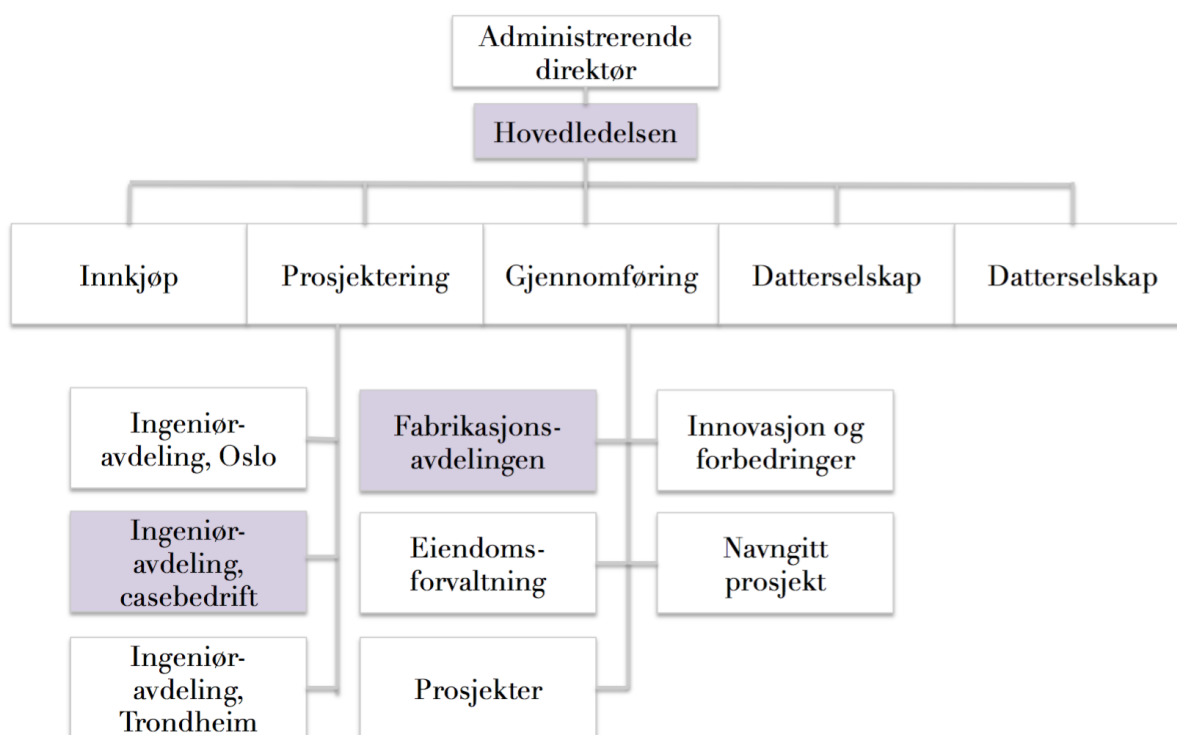 Administrerende
direktør
Hovedledelsen
Innkjøp
Prosjektering
Gjennomføring
Datterselskap
Datterselskap
Ingeniør-
avdeling, Oslo
Ingeniør-
avdeling,
casebedrift
Ingeniør-
avdeling,
Trondheim
Fabrikasjons-
avdelingen
Eiendoms-
forvaltning
Prosjekter
Innovasjon og
forbedringer
Navngitt
prosjekt